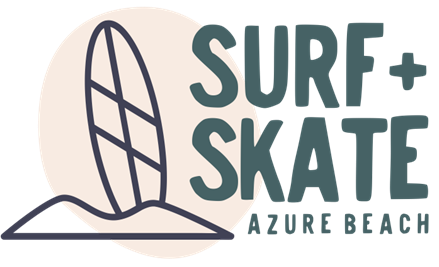 SURF +
SKATE
AZURE BEACH